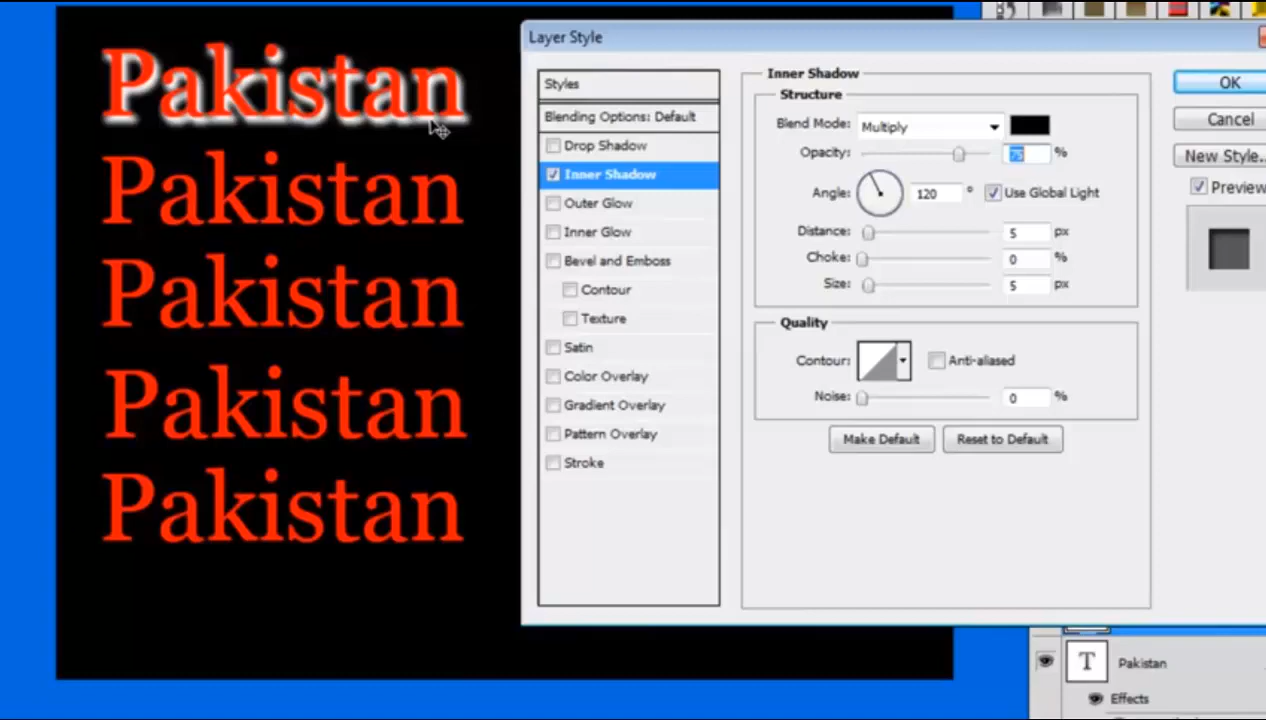 Pakistan
Pakistan
Pakistan
Pakistan
Pakistan
Layer Style
Styles
Blending Options: Default
Drop Shadow
Inner Shadow
Outer Glow
Inner Glow
Bevel and Emboss
Contour
Texture
Satin
Color Overlay
Gradient Overlay
Pattern Overlay
Stroke
Inner Shadow
Structure
Blend Mode: Multiply
Opacity: 75 %
Angle: 120 ° Use Global Light
Distance: 5 px
Choke: 0 %
Size: 5 px
Quality
Contour: Anti-aliased
Noise: 0 %
Make Default Reset to Default
OK
Cancel
New Style..
Preview
T Pakistan
Effects